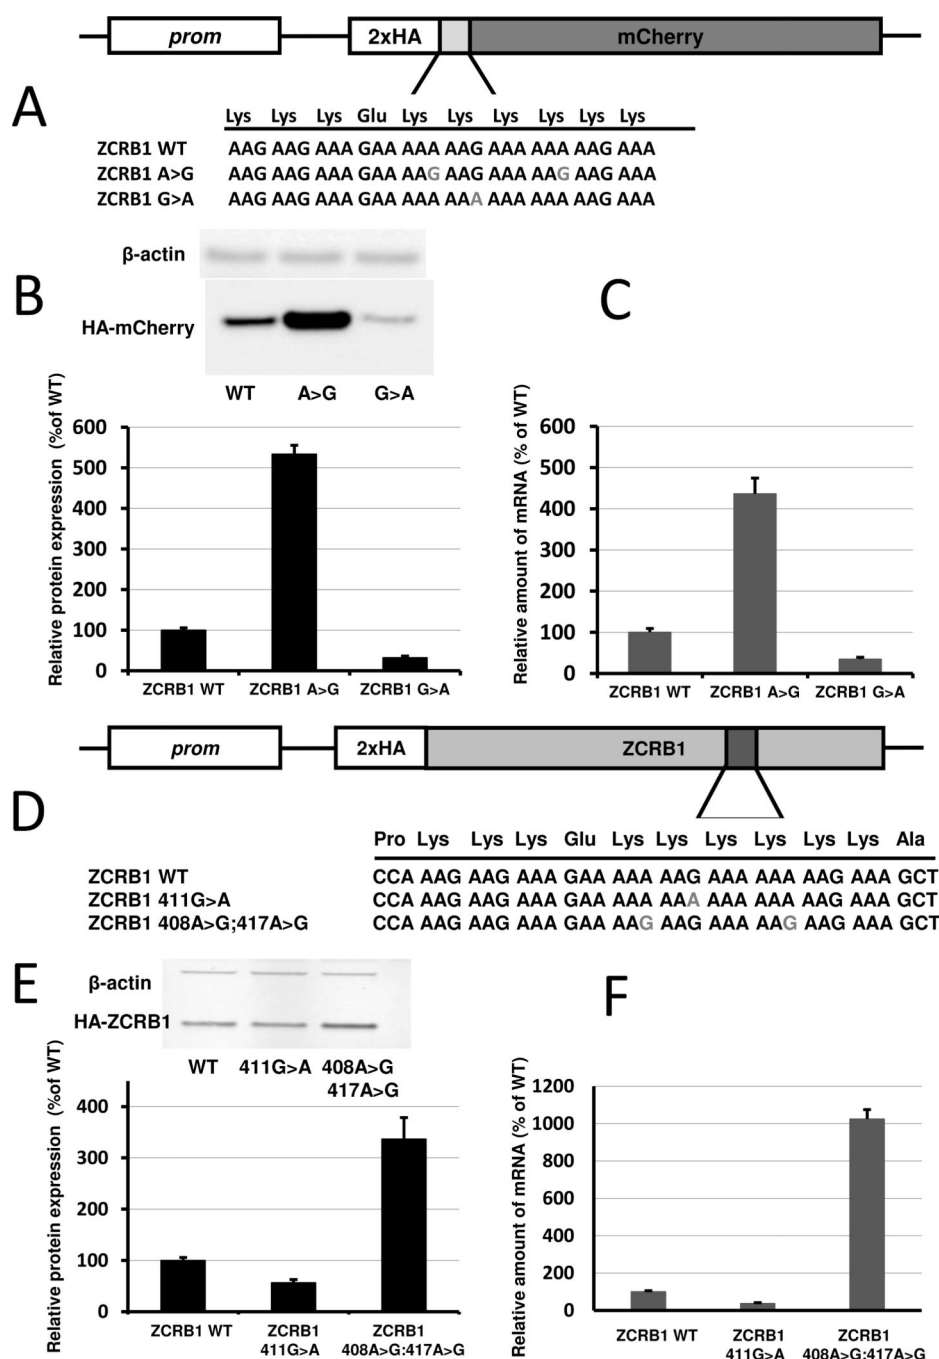 prom 2xHA mCherry
A
Lys Lys Lys Glu Lys Lys Lys Lys Lys Lys
ZCRB1 WT AAG AAG AAA GAA AAA AAG AAA AAA AAG AAA
ZCRB1 A>G AAG AAG AAA GAA AAG AAG AAA AAG AAG AAA
ZCRB1 G>A AAG AAG AAA GAA AAA AAA AAA AAA AAG AAA
β-actin
B
HA-mCherry
WT A>G G>A
Relative protein expression (%of WT)
600
500
400
300
200
100
0
ZCRB1 WT ZCRB1 A>G ZCRB1 G>A
C
Relative amount of mRNA (% of WT)
600
500
400
300
200
100
0
ZCRB1 WT ZCRB1 A>G ZCRB1 G>A
prom 2xHA ZCRB1
D
Pro Lys Lys Lys Glu Lys Lys Lys Lys Lys Lys Ala
ZCRB1 WT CCA AAG AAG AAA GAA AAA AAG AAA AAA AAG AAA GCT
ZCRB1 411G>A CCA AAG AAG AAA GAA AAA AAA AAA AAA AAG AAA GCT
ZCRB1 408A>G;417A>G CCA AAG AAG AAA GAA AAG AAG AAA AAG AAG AAA GCT
E
β-actin
HA-ZCRB1
WT 411G>A 408A>G
417A>G
Relative protein expression (%of WT)
400
300
200
100
0
ZCRB1 WT ZCRB1 ZCRB1
411G>A 408A>G:417A>G
F
Relative amount of mRNA (% of WT)
1200
1000
800
600
400
200
0
ZCRB1 WT ZCRB1 ZCRB1
411G>A 408A>G:417A>G